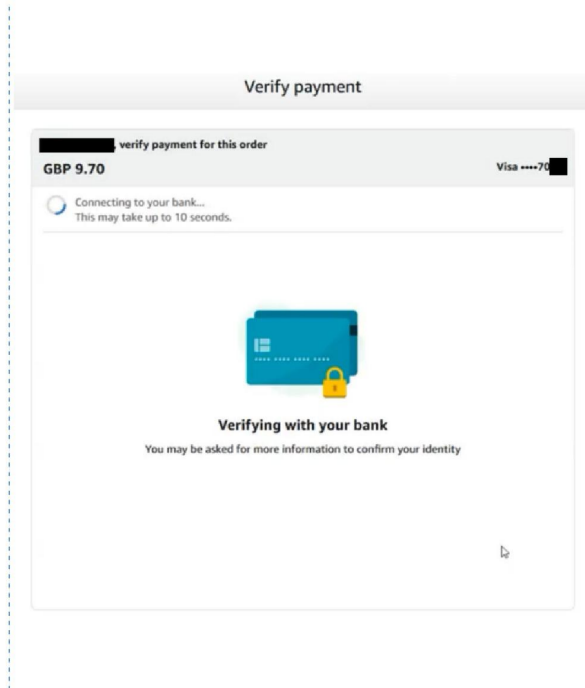 Verify payment
, verify payment for this order
GBP 9.70
Visa ••••70
Connecting to your bank...
This may take up to 10 seconds.
Verifying with your bank
You may be asked for more information to confirm your identity